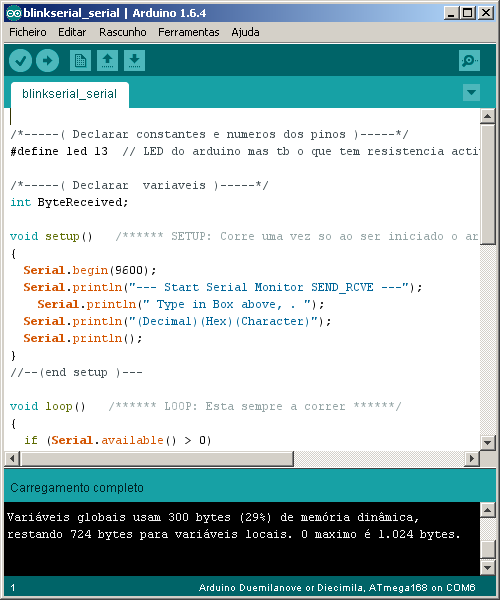 blinkserial_serial | Arduino 1.6.4
Ficheiro Editar Rascunho Ferramentas Ajuda
blinkserial_serial
/*-----( Declarar constantes e numeros dos pinos )-----*/
#define led 13  // LED do arduino mas tb o que tem resistencia acti
/*-----( Declarar  variaveis )-----*/
int ByteReceived;
void setup()   /****** SETUP: Corre uma vez so ao ser iniciado o ar
{
  Serial.begin(9600);
  Serial.println("--- Start Serial Monitor SEND_RCVE ---");
    Serial.println(" Type in Box above, . ");
  Serial.println("(Decimal)(Hex)(Character)");
  Serial.println();
}
//--(end setup )---
void loop()   /****** LOOP: Esta sempre a correr ******/
{
  if (Serial.available() > 0)
Carregamento completo
Variáveis globais usam 300 bytes (29%) de memória dinâmica,
restando 724 bytes para variáveis locais. O maximo é 1.024 bytes.
1 Arduino Duemilanove or Diecimila, ATmega168 on COM6